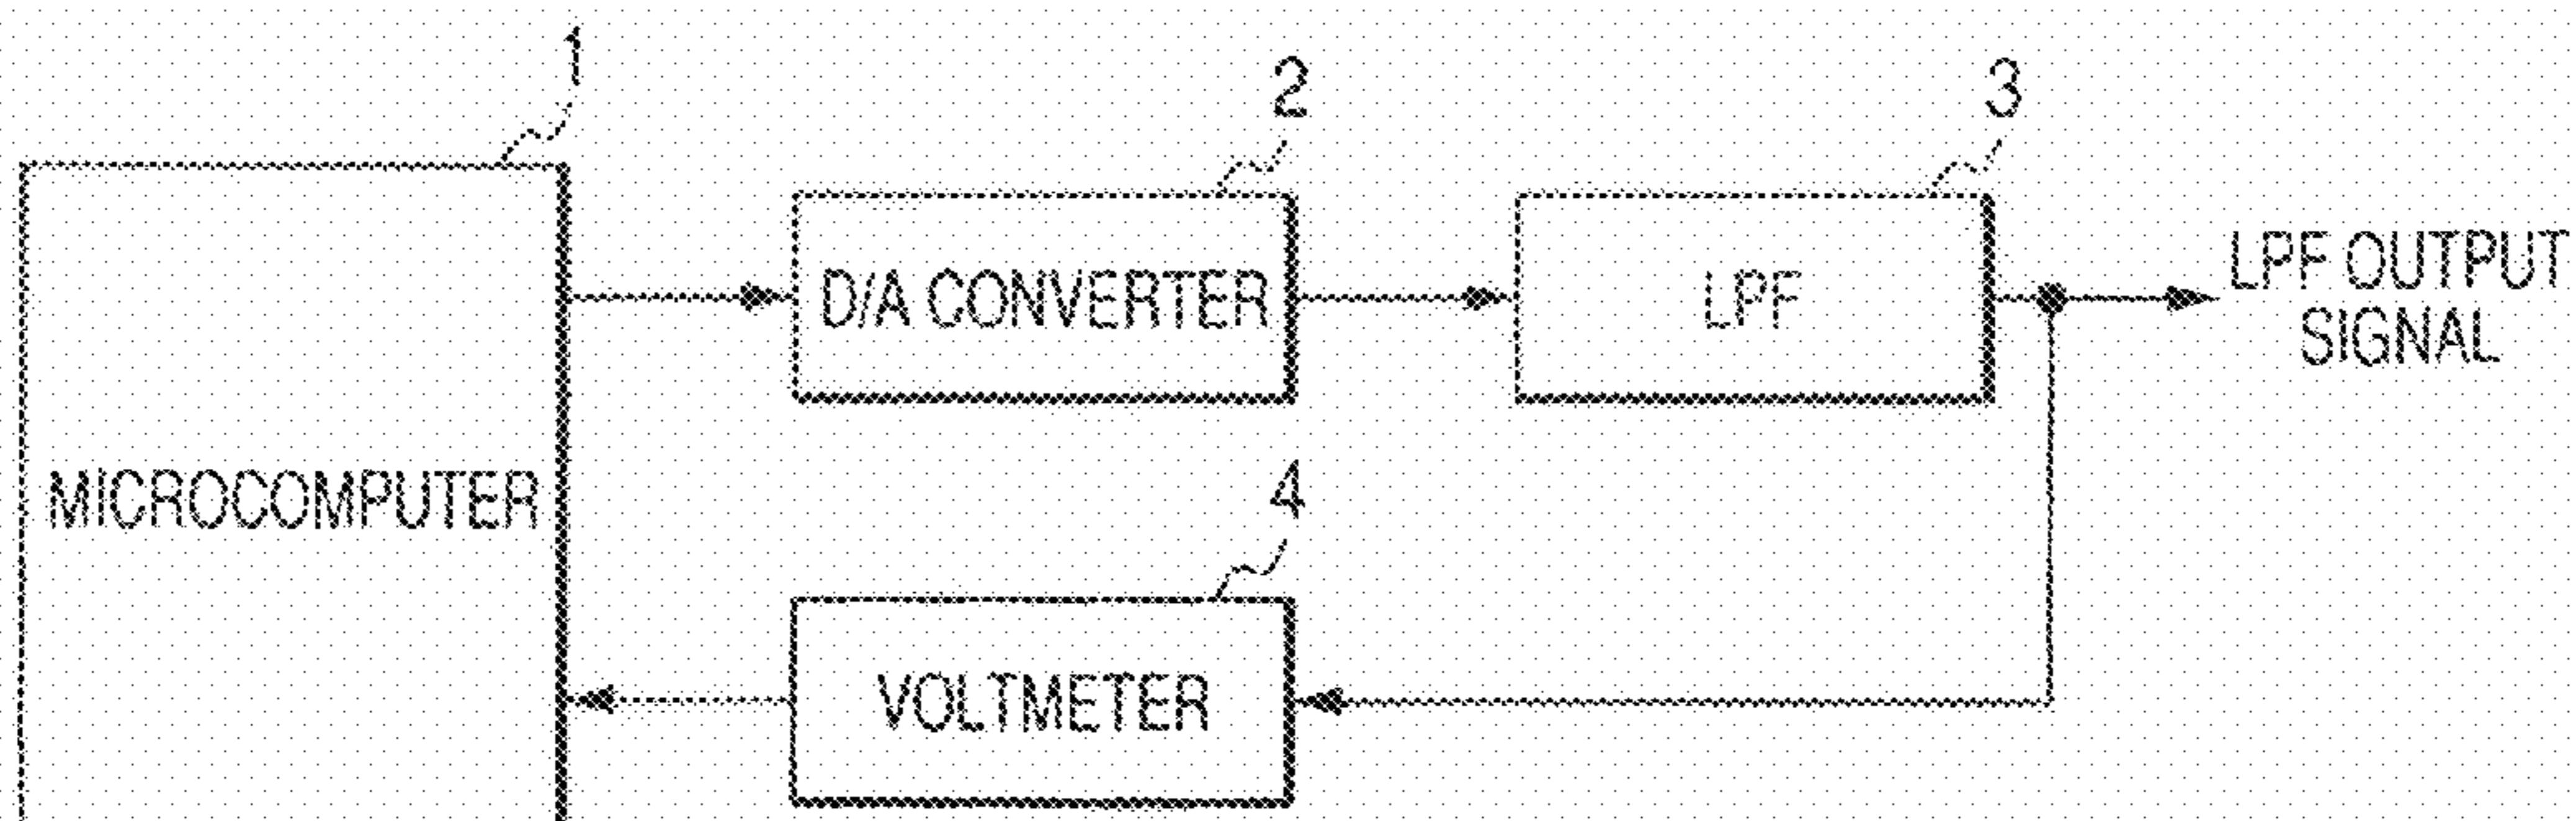 1
2
3
D/A CONVERTER
LPF
LPF OUTPUT
SIGNAL
MICROCOMPUTER
4
VOLTMETER